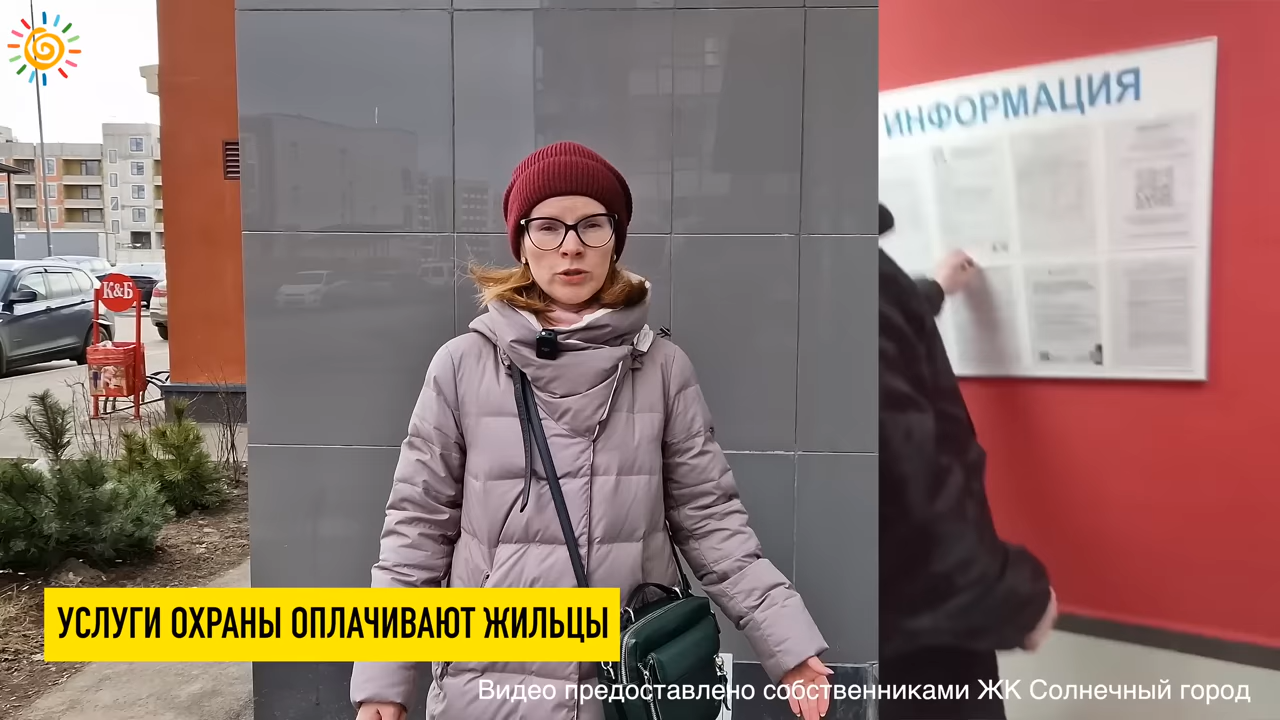 ИНФОРМАЦИЯ
К&Б
УСЛУГИ ОХРАНЫ ОПЛАЧИВАЮТ ЖИЛЬЦЫ
Видео предоставлено собственниками ЖК Солнечный город